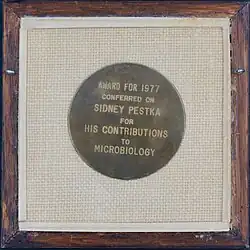 AWARD FOR 1977
CONFERRED ON
SIDNEY PESTKA
FOR
HIS CONTRIBUTIONS
TO
MICROBIOLOGY